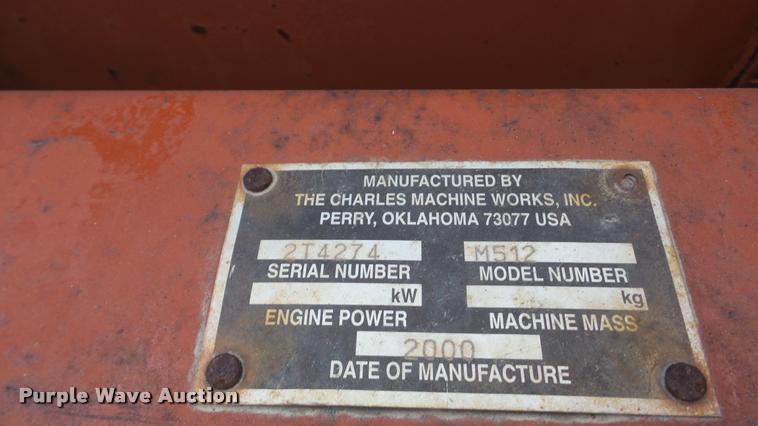 MANUFACTURED BY
THE CHARLES MACHINE WORKS, INC.
PERRY, OKLAHOMA 73077 USA
2T4274 M512
SERIAL NUMBER MODEL NUMBER
kW kg
ENGINE POWER MACHINE MASS
2000
DATE OF MANUFACTURE
Purple Wave Auction